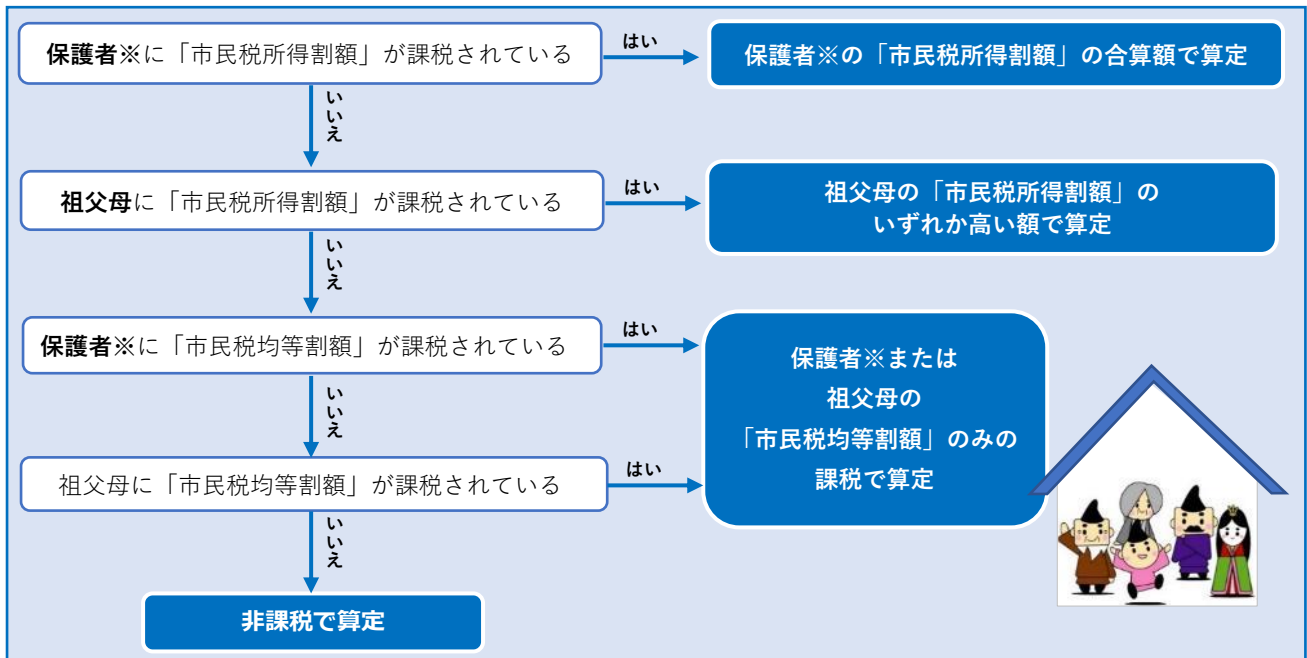 保護者※に「市民税所得割額」が課税されている
はい
保護者※の「市民税所得割額」の合算額で算定
いいえ
祖父母に「市民税所得割額」が課税されている
はい
祖父母の「市民税所得割額」の
いずれか高い額で算定
いいえ
保護者※に「市民税均等割額」が課税されている
はい
保護者※または
祖父母の
「市民税均等割額」のみの
課税で算定
いいえ
祖父母に「市民税均等割額」が課税されている
はい
いいえ
非課税で算定